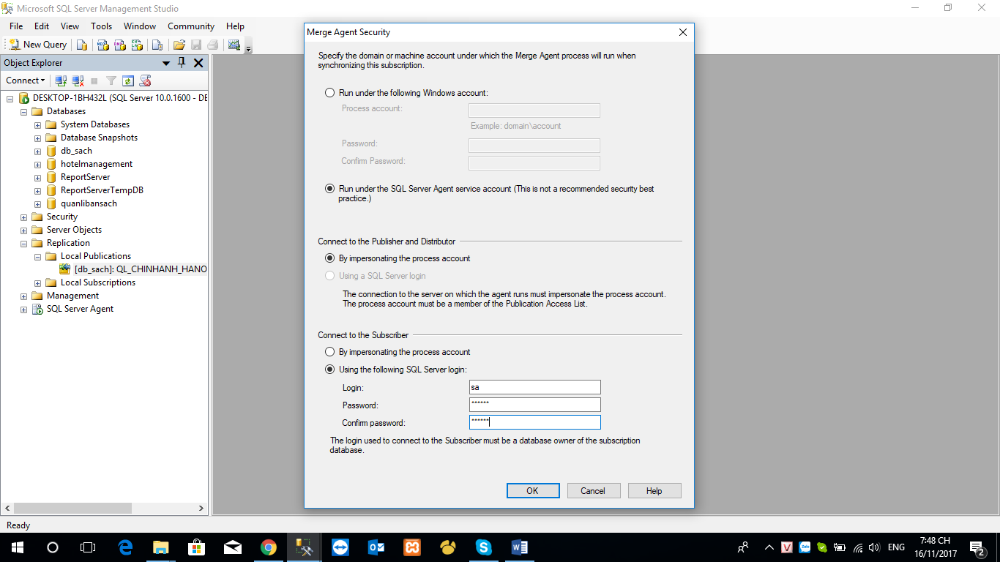 Microsoft SQL Server Management Studio
File Edit View Tools Window Community Help
New Query
Object Explorer
Connect
DESKTOP-1BH432L (SQL Server 10.0.1600 - DE
Databases
System Databases
Database Snapshots
db_sach
hotelmanagement
ReportServer
ReportServerTempDB
quanlibansach
Security
Server Objects
Replication
Local Publications
[db_sach]: QL_CHINHANH_HANO
Local Subscriptions
Management
SQL Server Agent
Merge Agent Security
Specify the domain or machine account under which the Merge Agent process will run when
synchronizing this subscription.
Run under the following Windows account:
Process account:
Example: domain\account
Password:
Confirm Password:
Run under the SQL Server Agent service account (This is not a recommended security best
practice.)
Connect to the Publisher and Distributor
By impersonating the process account
Using a SQL Server login
The connection to the server on which the agent runs must impersonate the process account.
The process account must be a member of the Publication Access List.
Connect to the Subscriber
By impersonating the process account
Using the following SQL Server login:
Login: sa
Password: ******
Confirm password: ******
The login used to connect to the Subscriber must be a database owner of the subscription
database.
OK Cancel Help
Ready
ENG
7:48 CH
16/11/2017
2